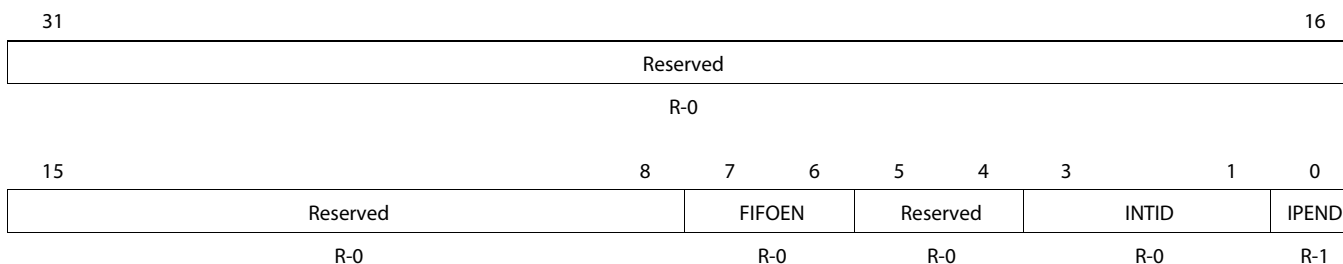 31 16
Reserved
R-0
15 8 7 6 5 4 3 1 0
Reserved FIFOEN Reserved INTID IPEND
R-0 R-0 R-0 R-0 R-1